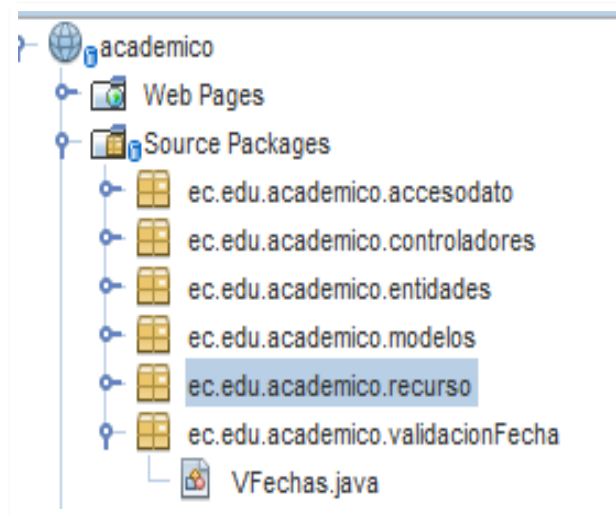 academico
Web Pages
Source Packages
ec.edu.academico.accesodato
ec.edu.academico.controladores
ec.edu.academico.entidades
ec.edu.academico.modelos
ec.edu.academico.recurso
ec.edu.academico.validacionFecha
VFechas.java